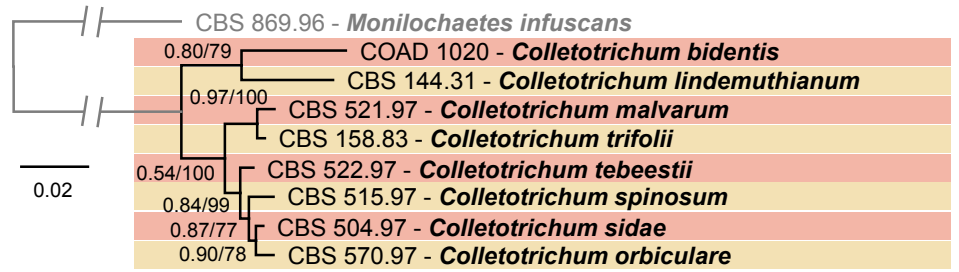 CBS 869.96 - Monilochaetes infuscans
0.80/79
COAD 1020 - Colletotrichum bidentis
CBS 144.31 - Colletotrichum lindemuthianum
0.97/100
CBS 521.97 - Colletotrichum malvarum
CBS 158.83 - Colletotrichum trifolii
0.54/100
CBS 522.97 - Colletotrichum tebeestii
0.02
0.84/99
CBS 515.97 - Colletotrichum spinosum
0.87/77
CBS 504.97 - Colletotrichum sidae
0.90/78
CBS 570.97 - Colletotrichum orbiculare